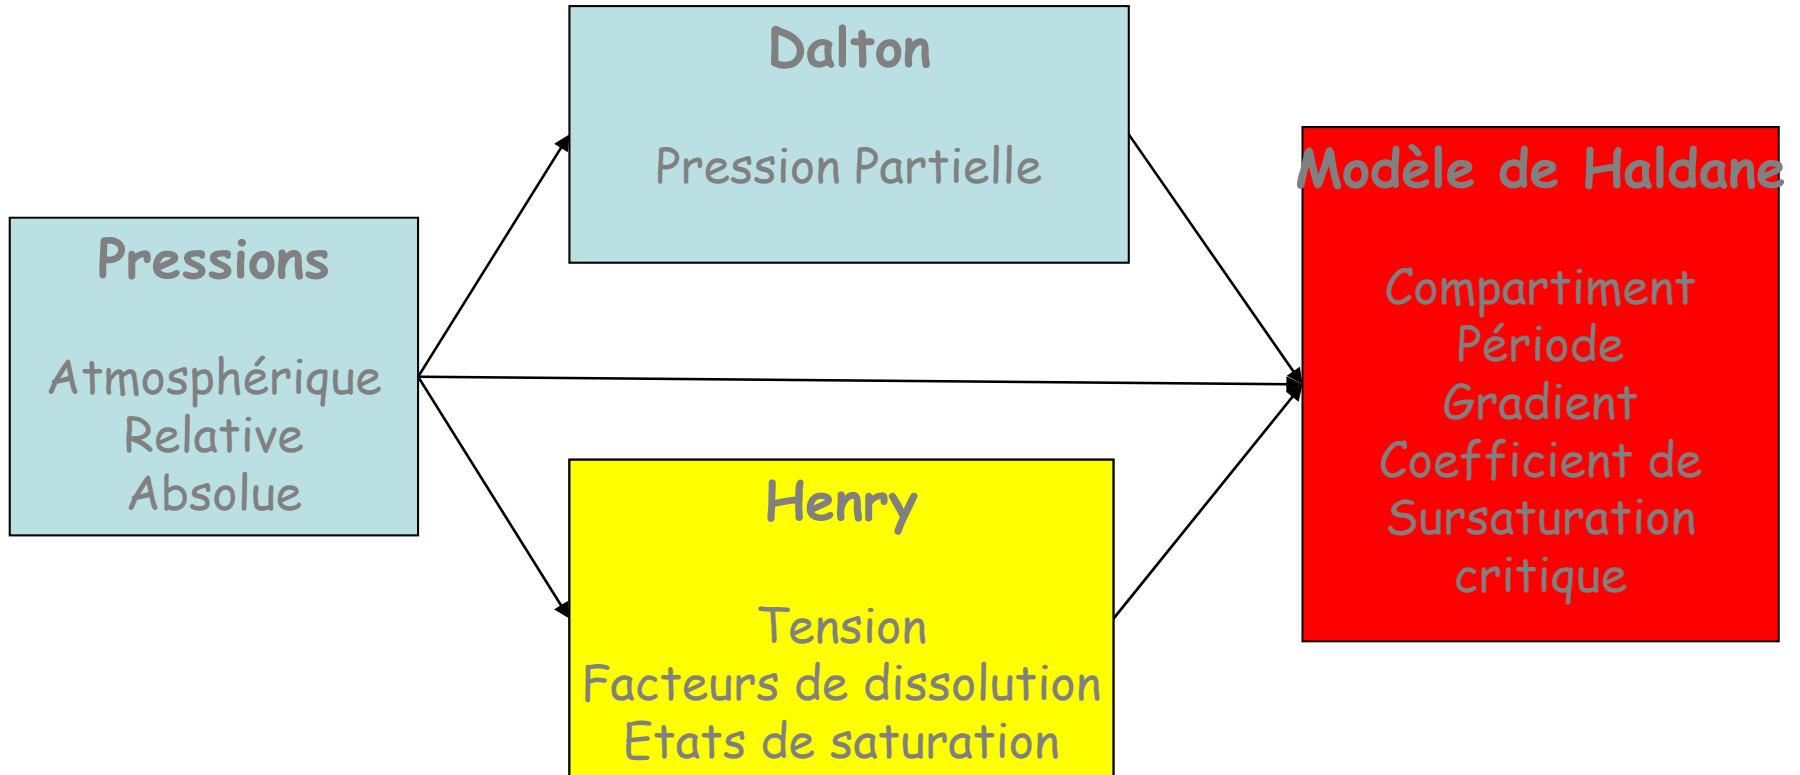 Pressions
Atmosphérique
Relative
Absolue
Dalton
Pression Partielle
Henry
Tension
Facteurs de dissolution
Etats de saturation
Modèle de Haldane
Compartiment
Période
Gradient
Coefficient de
Sursaturation
critique